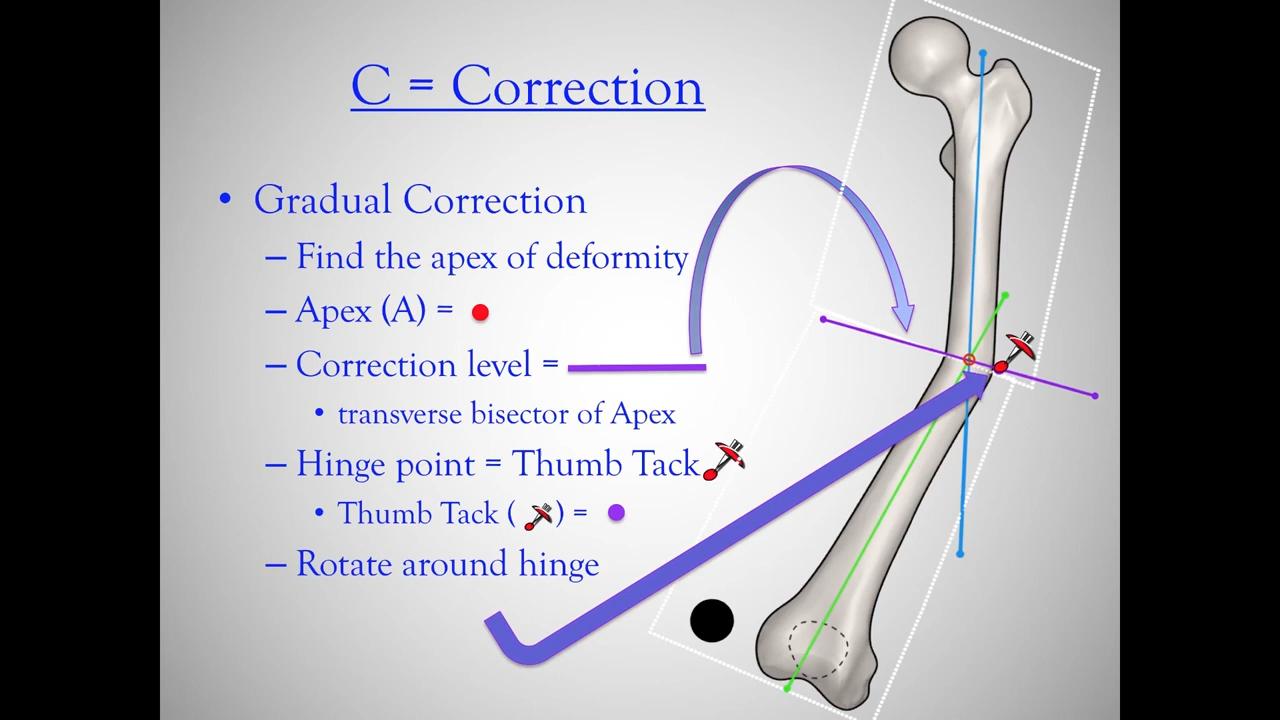 C = Correction
• Gradual Correction
– Find the apex of deformity
– Apex (A) =
– Correction level =
• transverse bisector of Apex
– Hinge point = Thumb Tack
• Thumb Tack ( ) =
– Rotate around hinge